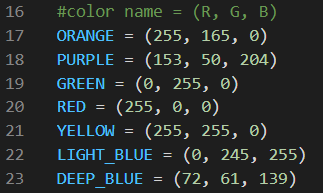 16 #color name = (R, G, B)
17 ORANGE = (255, 165, 0)
18 PURPLE = (153, 50, 204)
19 GREEN = (0, 255, 0)
20 RED = (255, 0, 0)
21 YELLOW = (255, 255, 0)
22 LIGHT_BLUE = (0, 245, 255)
23 DEEP_BLUE = (72, 61, 139)